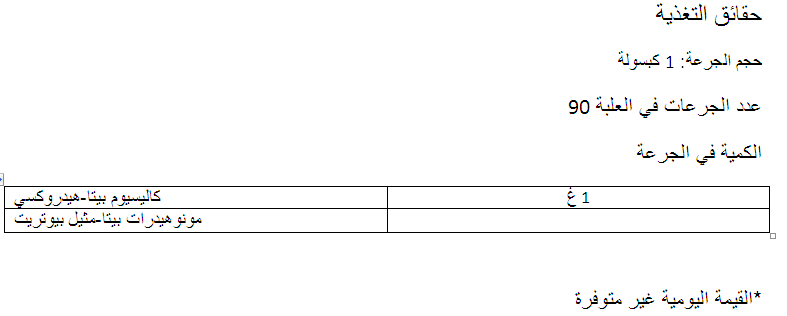 حقائق التغذية
حجم الجرعة: 1 كبسولة
عدد الجرعات في العلبة 90
الكمية في الجرعة
كاليسيوم بيتا-هيدروكسي 1 غ
مونوهيدرات بيتا-مثيل بيوتريت
*القيمة اليومية غير متوفرة